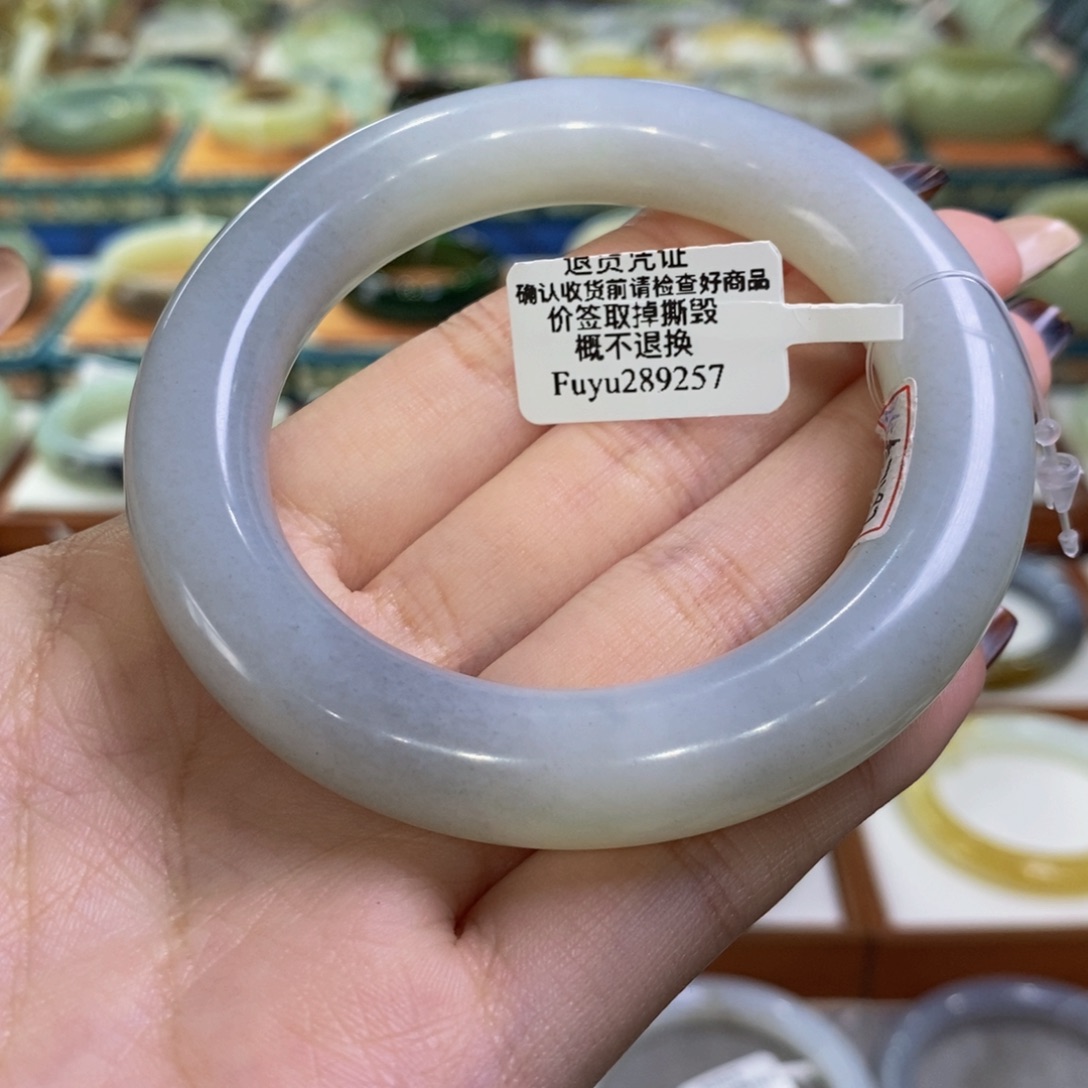 退货凭证
确认收货前请检查好商品
价签取掉撕毁
概不退换
Fuyu289257